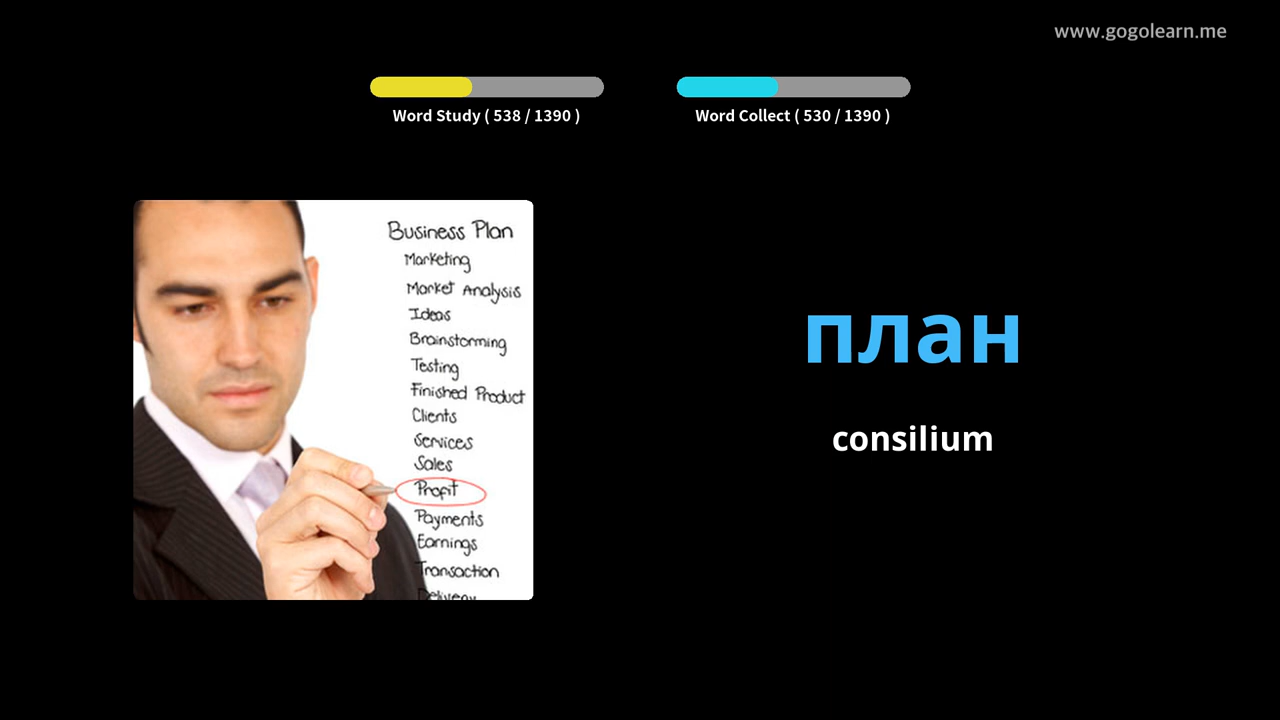 www.gogolearn.me
Word Study ( 538 / 1390 )
Word Collect ( 530 / 1390 )
Business Plan
Marketing
Market Analysis
Ideas
Brainstorming
Testing
Finished Product
Clients
Services
Sales
Profit
Payments
Earnings
Transaction
Delivery
план
consilium